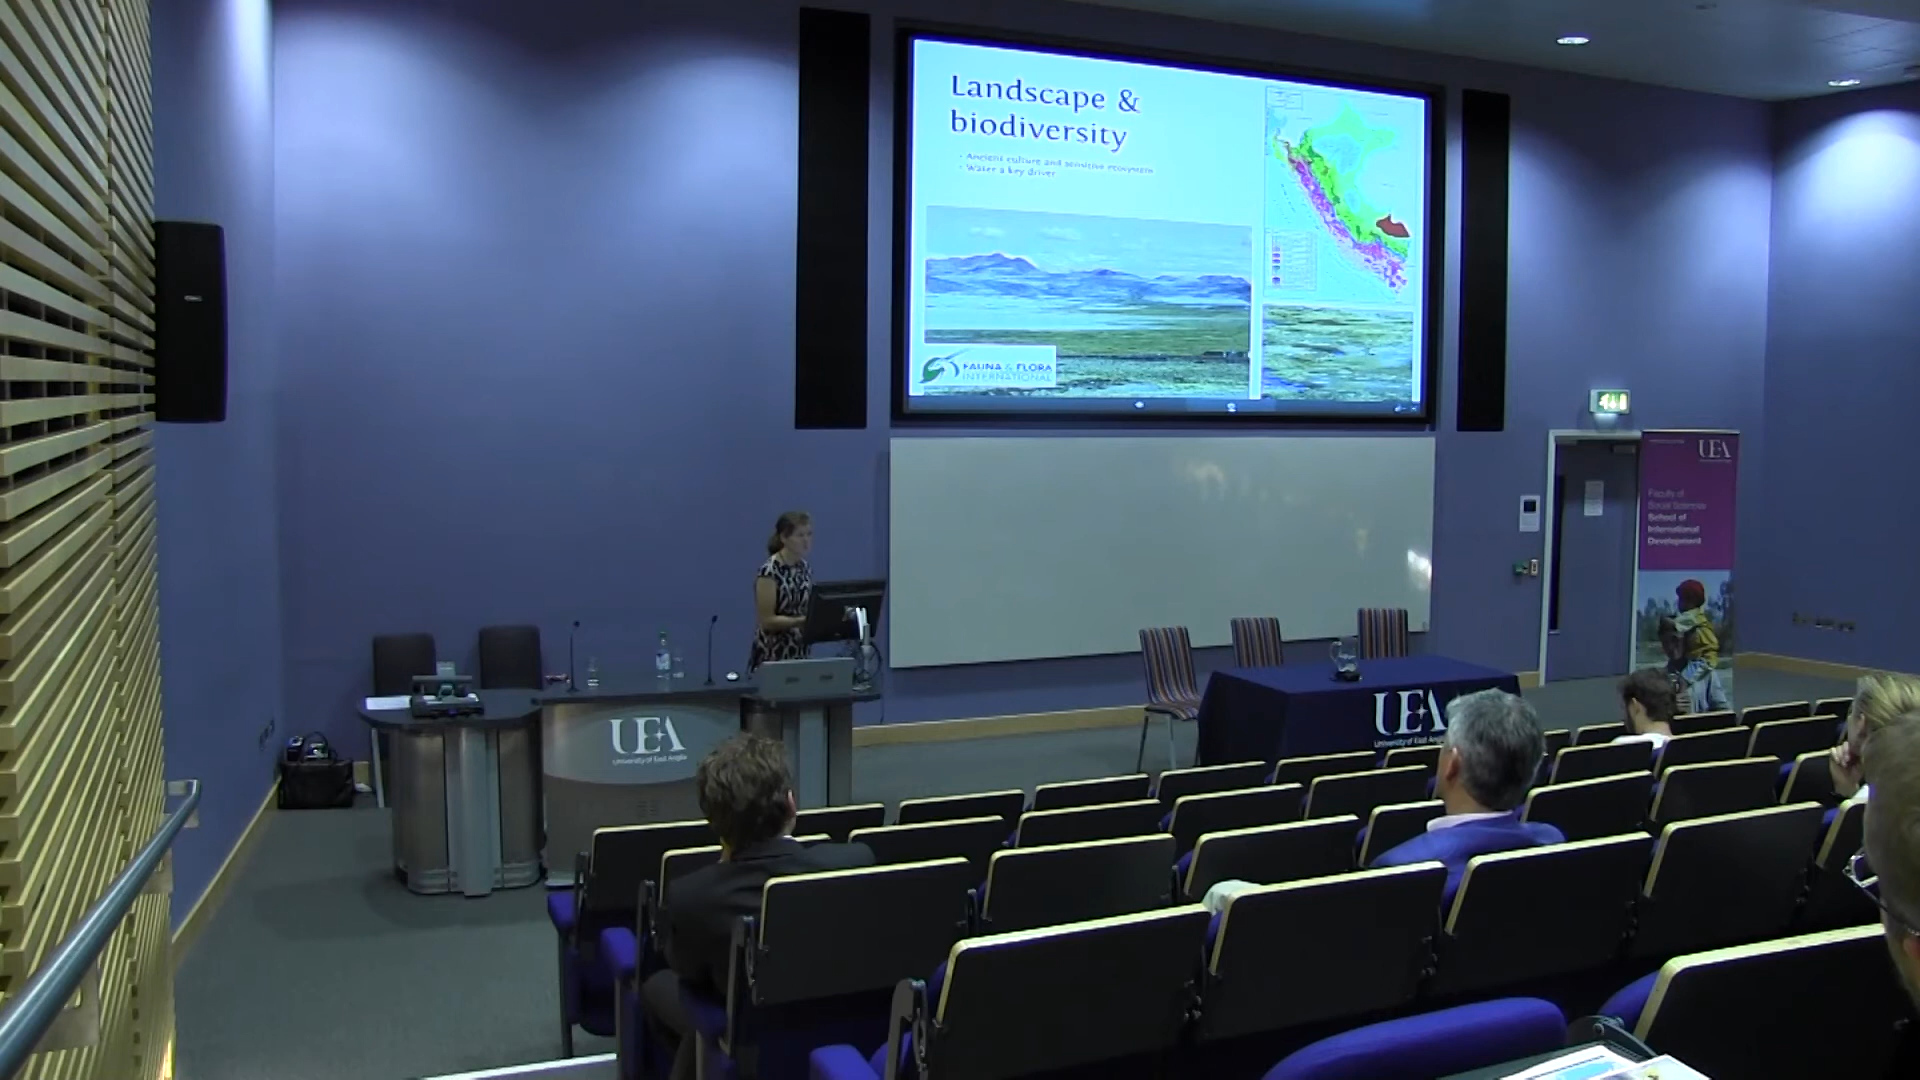 Landscape &
biodiversity
- Ancient culture and sensitive ecosystem
- Water a key driver
FAUNA & FLORA
INTERNATIONAL
UEA
Faculty of
Social Sciences
School of
International
Development
UEA
University of East Anglia
UEA
University of East Anglia